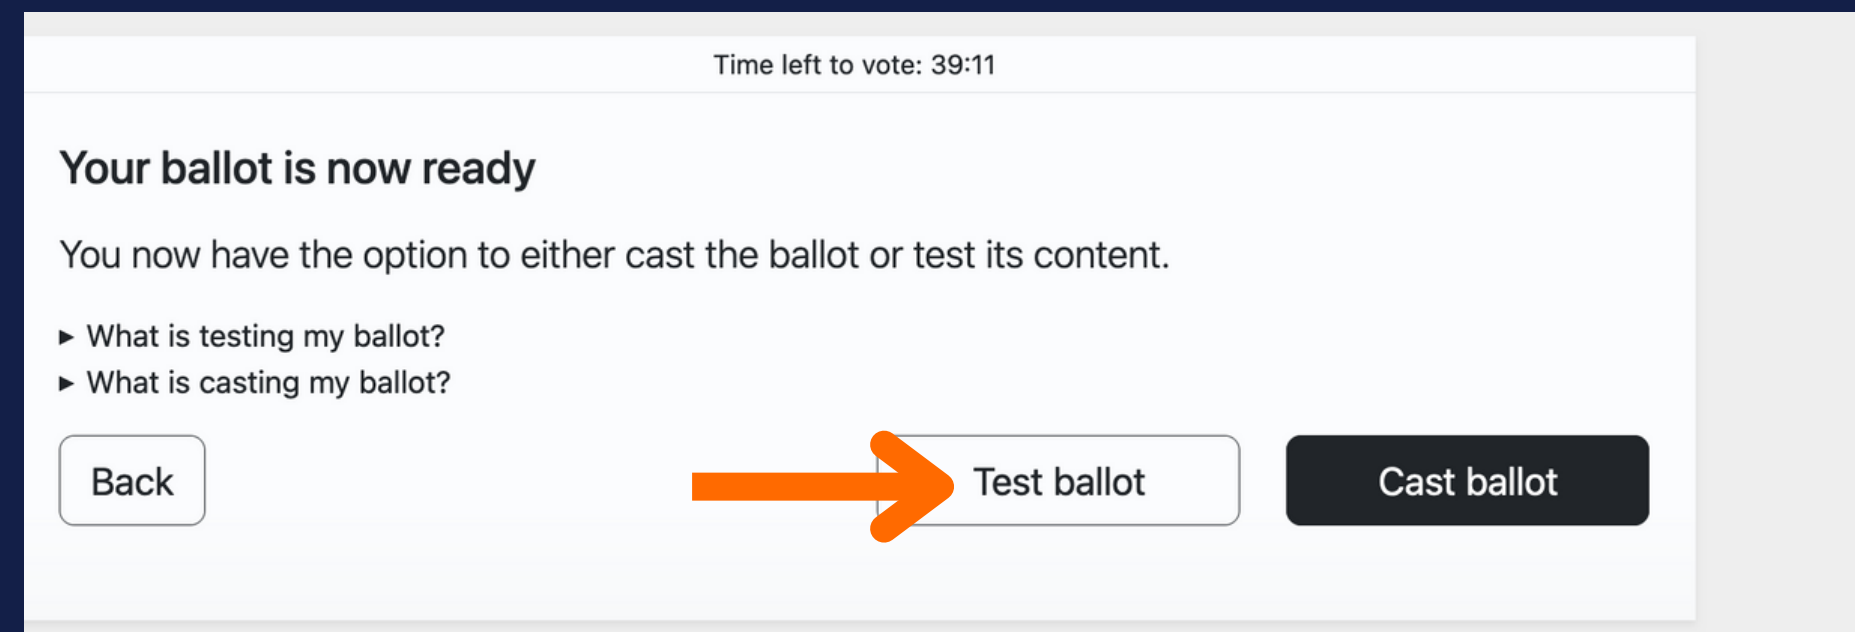 Time left to vote: 39:11
Your ballot is now ready
You now have the option to either cast the ballot or test its content.
▸ What is testing my ballot?
▸ What is casting my ballot?
Back
Test ballot
Cast ballot